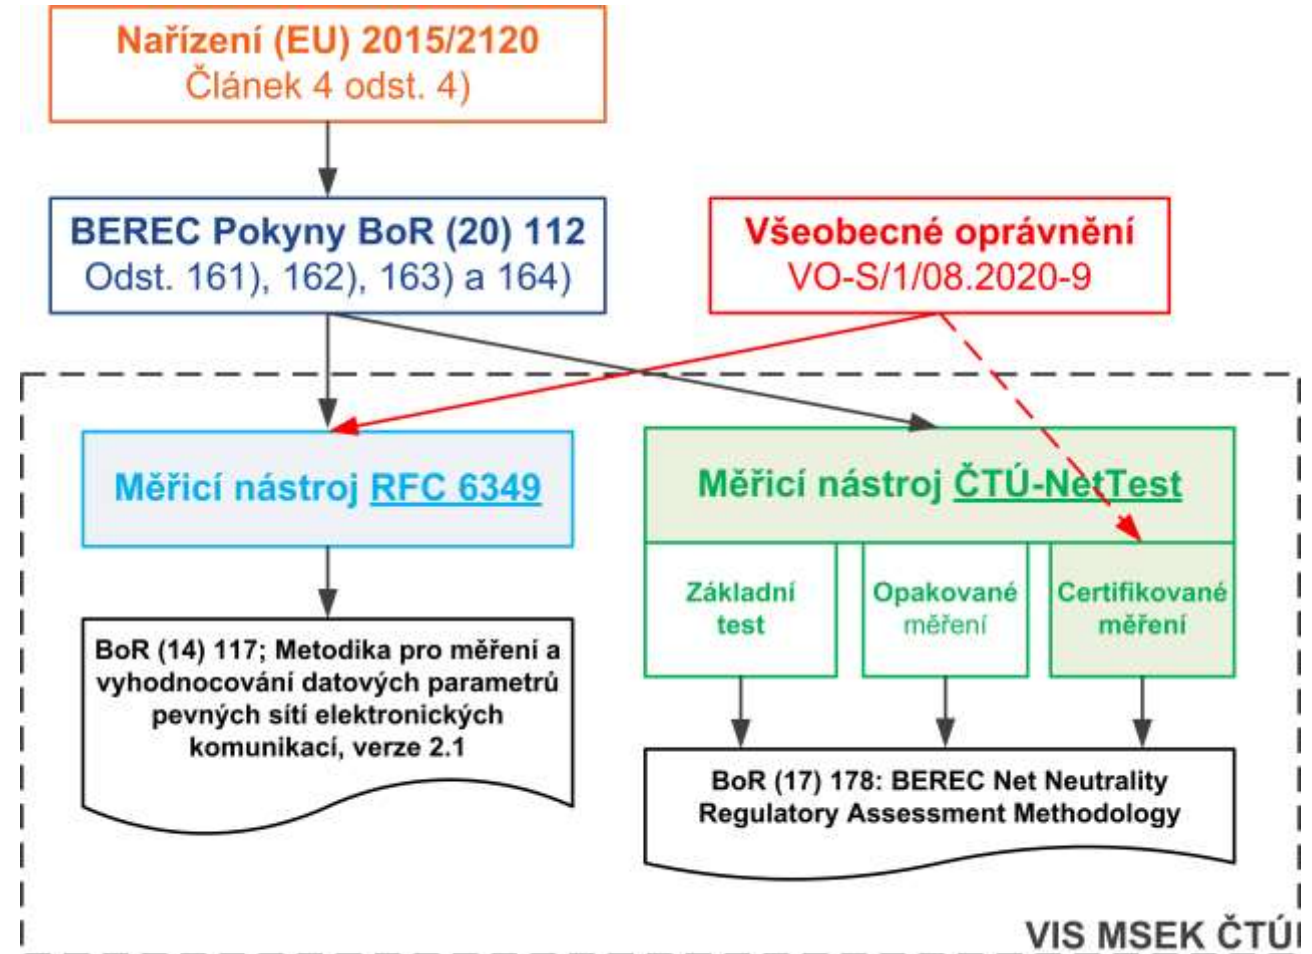 Nařízení (EU) 2015/2120
Článek 4 odst. 4)
BEREC Pokyny BoR (20) 112
Odst. 161), 162), 163) a 164)
Všeobecné oprávnění
VO-S/1/08.2020-9
Měřicí nástroj RFC 6349
Měřicí nástroj ČTÚ-NetTest
Základní
test
Opakované
měření
Certifikované
měření
BoR (14) 117; Metodika pro měření a
vyhodnocování datových parametrů
pevných sítí elektronických
komunikací, verze 2.1
BoR (17) 178: BEREC Net Neutrality
Regulatory Assessment Methodology
VIS MSEK ČTÚ